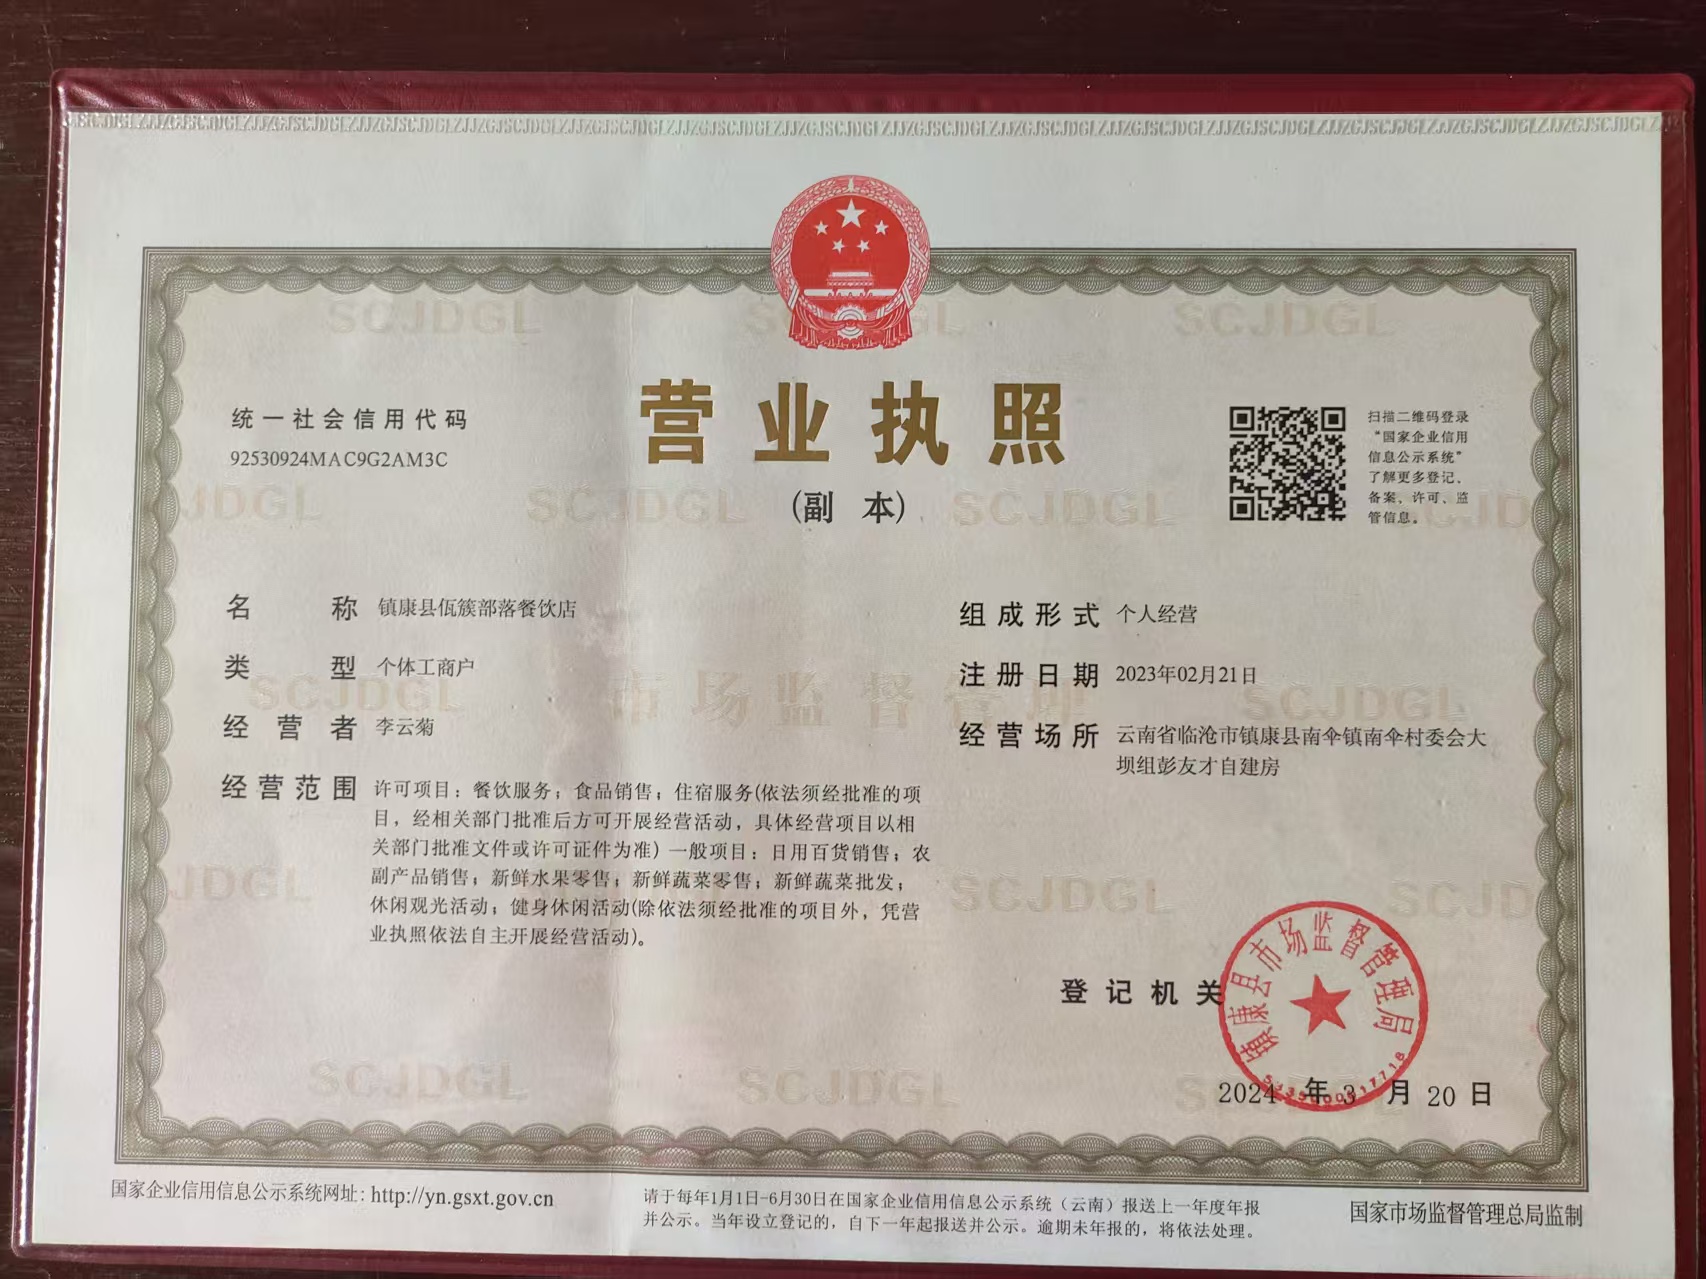 营业执照
(副 本)
统一社会信用代码
92530924MAC9G2AM3C
扫描二维码登录
“国家企业信用
信息公示系统”
了解更多登记、
备案、许可、监
管信息。
名 称 镇康县佤簇部落餐饮店
类 型 个体工商户
经 营 者 李云菊
经营范围 许可项目：餐饮服务；食品销售；住宿服务(依法须经批准的项
目，经相关部门批准后方可开展经营活动，具体经营项目以相
关部门批准文件或许可证件为准）一般项目：日用百货销售；农
副产品销售；新鲜水果零售；新鲜蔬菜零售；新鲜蔬菜批发；
休闲观光活动；健身休闲活动(除依法须经批准的项目外，凭营
业执照依法自主开展经营活动)。
组成形式 个人经营
注册日期 2023年02月21日
经营场所 云南省临沧市镇康县南伞镇南伞村委会大
坝组彭友才自建房
登记机关
镇康县市场监督管理局
2024 年 3 月 20 日
市场监督管理
SCJDGL
国家企业信用信息公示系统网址：http://yn.gsxt.gov.cn
请于每年1月1日-6月30日在国家企业信用信息公示系统（云南）报送上一年度年报
并公示。当年设立登记的，自下一年起报送并公示。逾期未年报的，将依法处理。
国家市场监督管理总局监制